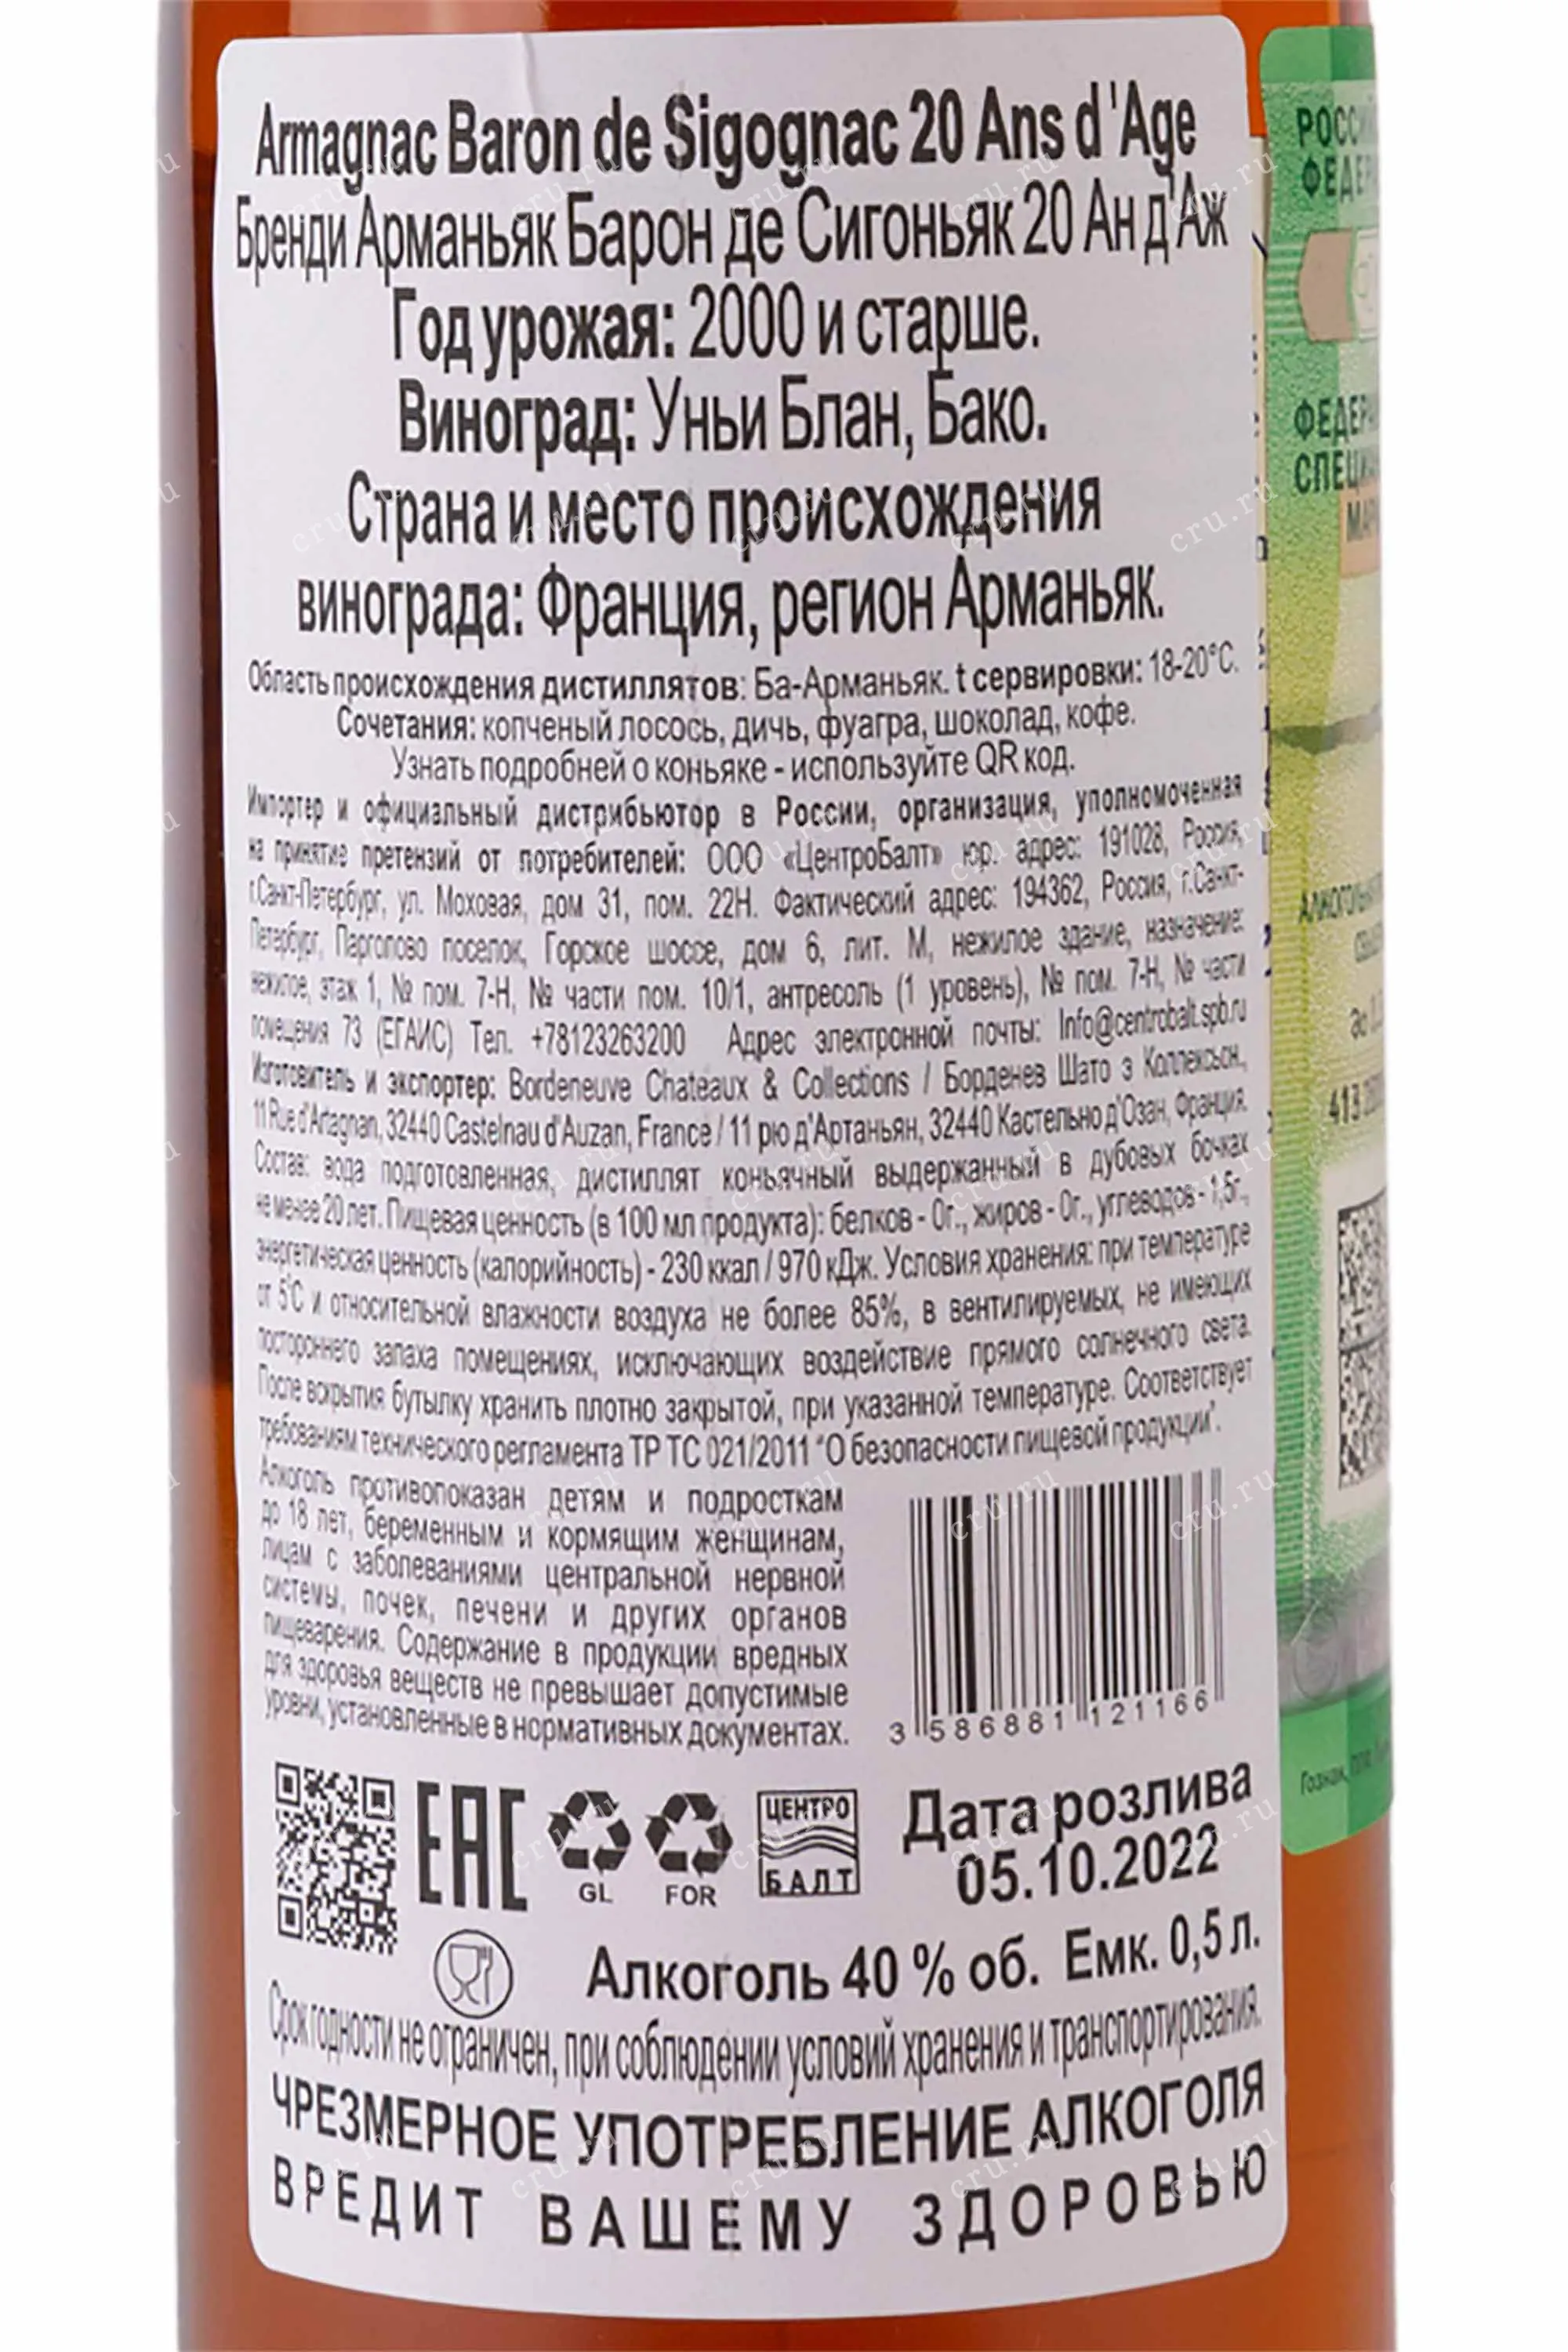 Armagnac Baron de Sigognac 20 Ans d'Age
Бренди Арманьяк Барон де Сигоньяк 20 Ан д'Аж
Год урожая: 2000 и старше.
Виноград: Уньи Блан, Бако.
Страна и место происхождения
винограда: Франция, регион Арманьяк.
Область происхождения дистиллятов: Ба-Арманьяк. t сервировки: 18-20°С.
Сочетания: копченый лосось, дичь, фуагра, шоколад, кофе.
Узнать подробней о коньяке - используйте QR код.
Импортер и официальный дистрибьютор в России, организация, уполномоченная
на принятие претензий от потребителей: ООО «ЦентроБалт» юр. адрес: 191028, Россия,
г.Санкт-Петербург, ул. Моховая, дом 31, пом. 22Н. Фактический адрес: 194362, Россия, г.Санкт-
Петербург, Парголово поселок, Горское шоссе, дом 6, лит. М, нежилое здание, назначение:
нежилое, этаж 1, № пом. 7-Н, № части пом. 10/1, антресоль (1 уровень), № пом. 7-Н, № части
помещения 73 (ЕГАИС) Тел. +78123263200 Адрес электронной почты: Info@centrobalt.spb.ru
Изготовитель и экспортер: Bordeneuve Chateaux & Collections / Борденев Шато э Коллексьон.,
11 Rue d'Artagnan, 32440 Castelnau d'Auzan, France / 11 рю д'Артаньян, 32440 Кастельно д'Озан, Франция.
Состав: вода подготовленная, дистиллят коньячный выдержанный в дубовых бочках
не менее 20 лет. Пищевая ценность (в 100 мл продукта): белков - 0г., жиров - 0г., углеводов - 1,5г.,
энергетическая ценность (калорийность) - 230 ккал / 970 кДж. Условия хранения: при температуре
от 5°С и относительной влажности воздуха не более 85%, в вентилируемых, не имеющих
постороннего запаха помещениях, исключающих воздействие прямого солнечного света.
После вскрытия бутылку хранить плотно закрытой, при указанной температуре. Соответствует
требованиям технического регламента ТР ТС 021/2011 "О безопасности пищевой продукции".
Алкоголь противопоказан детям и подросткам
до 18 лет, беременным и кормящим женщинам,
лицам с заболеваниями центральной нервной
системы, почек, печени и других органов
пищеварения. Содержание в продукции вредных
для здоровья веществ не превышает допустимые
уровни, установленные в нормативных документах.
3 586881 121166
EAC
GL
FOR
ЦЕНТРО
БАЛТ
Дата розлива
05.10.2022
Алкоголь 40 % об. Емк. 0,5 л.
Срок годности не ограничен, при соблюдении условий хранения и транспортирования.
ЧРЕЗМЕРНОЕ УПОТРЕБЛЕНИЕ АЛКОГОЛЯ
ВРЕДИТ ВАШЕМУ ЗДОРОВЬЮ
cru.ru